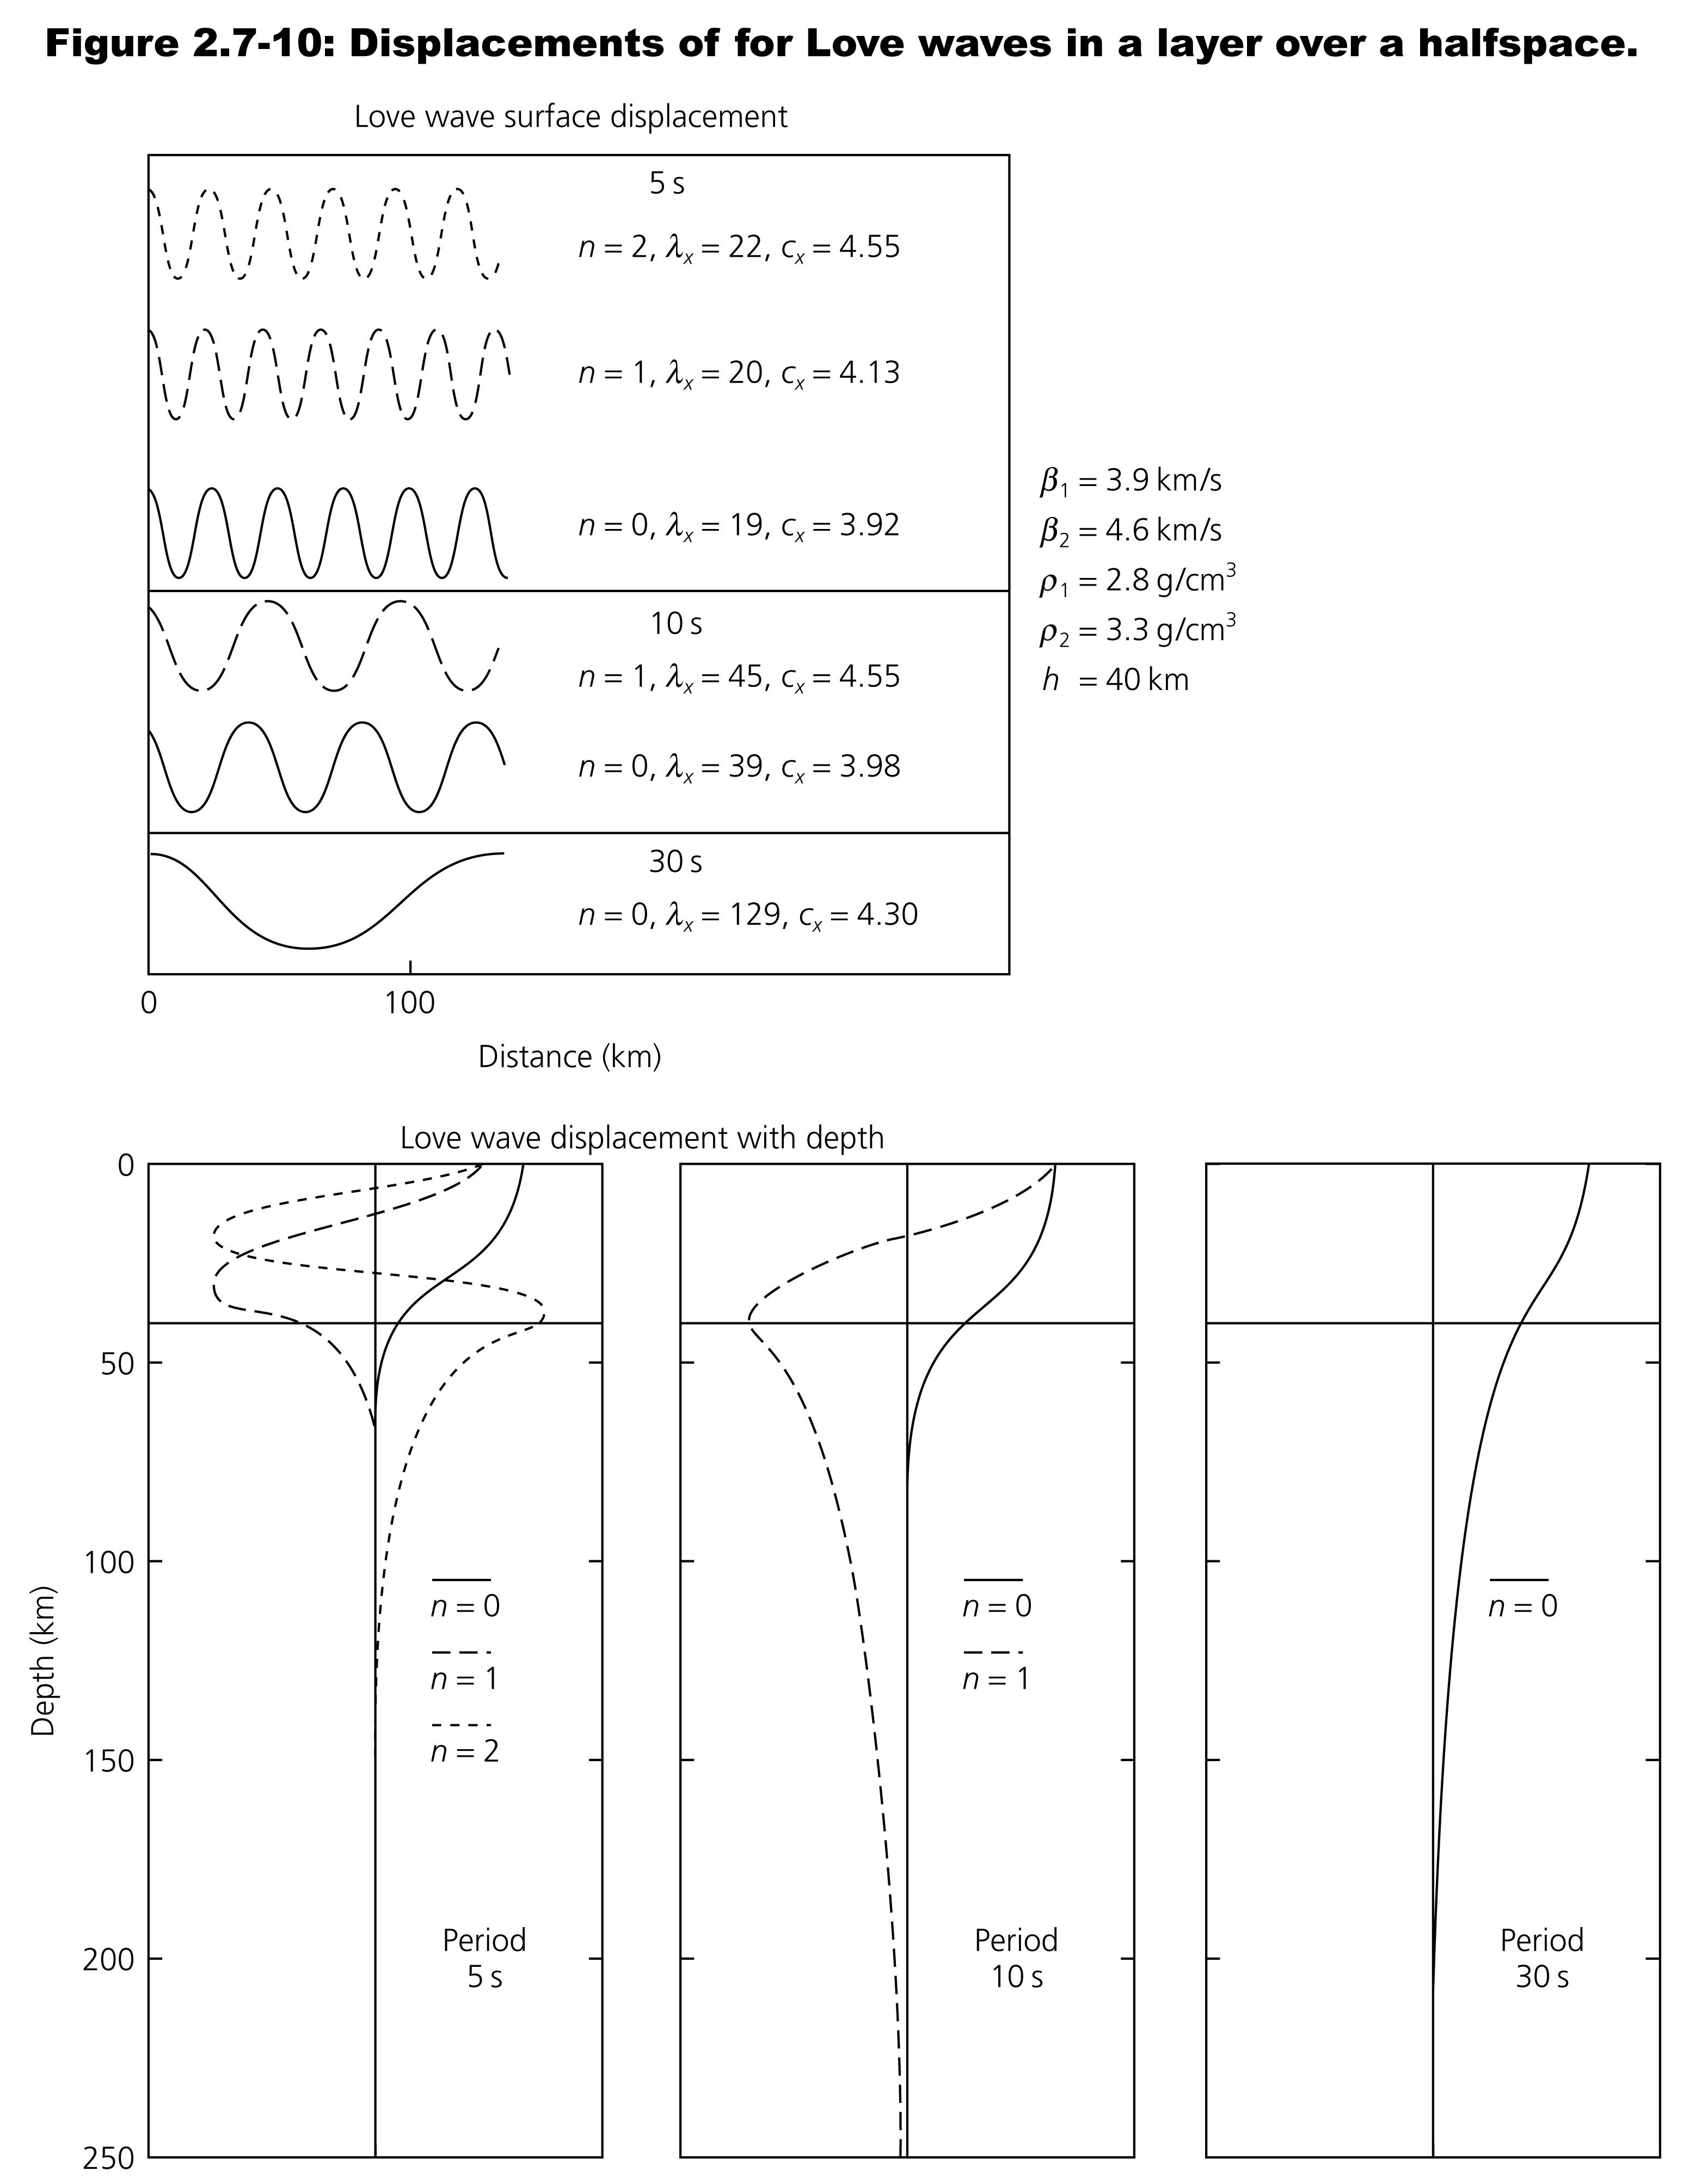 Figure 2.7-10: Displacements of for Love waves in a layer over a halfspace.
Love wave surface displacement
5 s
n = 2, λx = 22, cx = 4.55
n = 1, λx = 20, cx = 4.13
n = 0, λx = 19, cx = 3.92
10 s
n = 1, λx = 45, cx = 4.55
n = 0, λx = 39, cx = 3.98
30 s
n = 0, λx = 129, cx = 4.30
β1 = 3.9 km/s
β2 = 4.6 km/s
ρ1 = 2.8 g/cm³
ρ2 = 3.3 g/cm³
h = 40 km
0 100
Distance (km)
Love wave displacement with depth
0
50
100
150
200
250
Depth (km)
n = 0
n = 1
n = 2
Period
5 s
n = 0
n = 1
Period
10 s
n = 0
Period
30 s